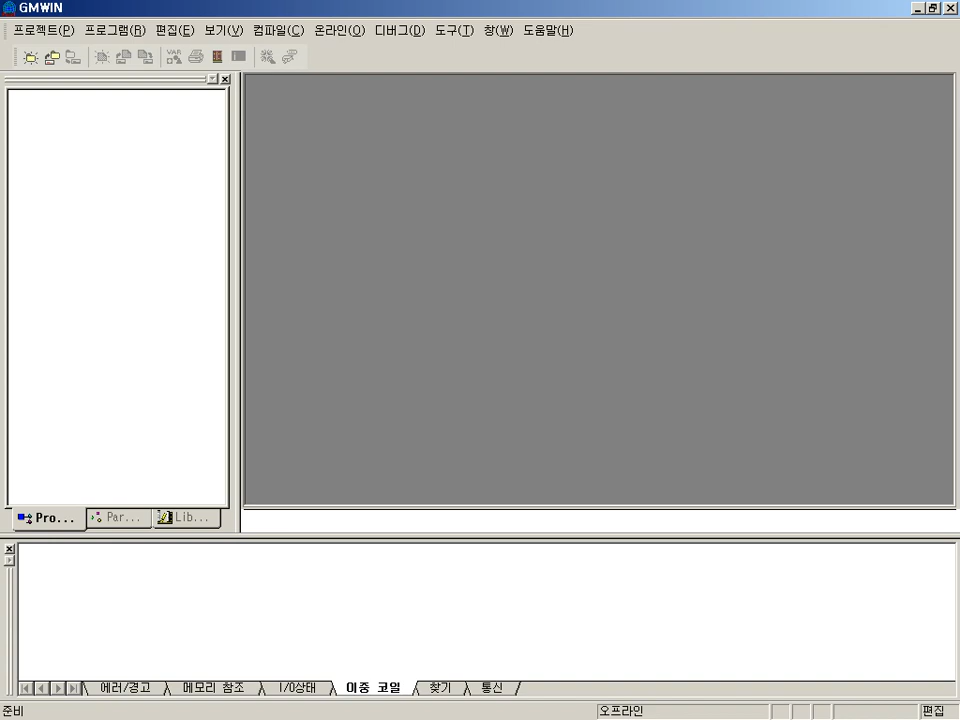 GMWIN
프로젝트(P) 프로그램(R) 편집(E) 보기(V) 컴파일(C) 온라인(O) 디버그(D) 도구(T) 창(W) 도움말(H)
VAR
Pro... Par... Lib...
에러/경고 메모리 참조 I/O상태 이중 코일 찾기 통신
준비 오프라인 편집